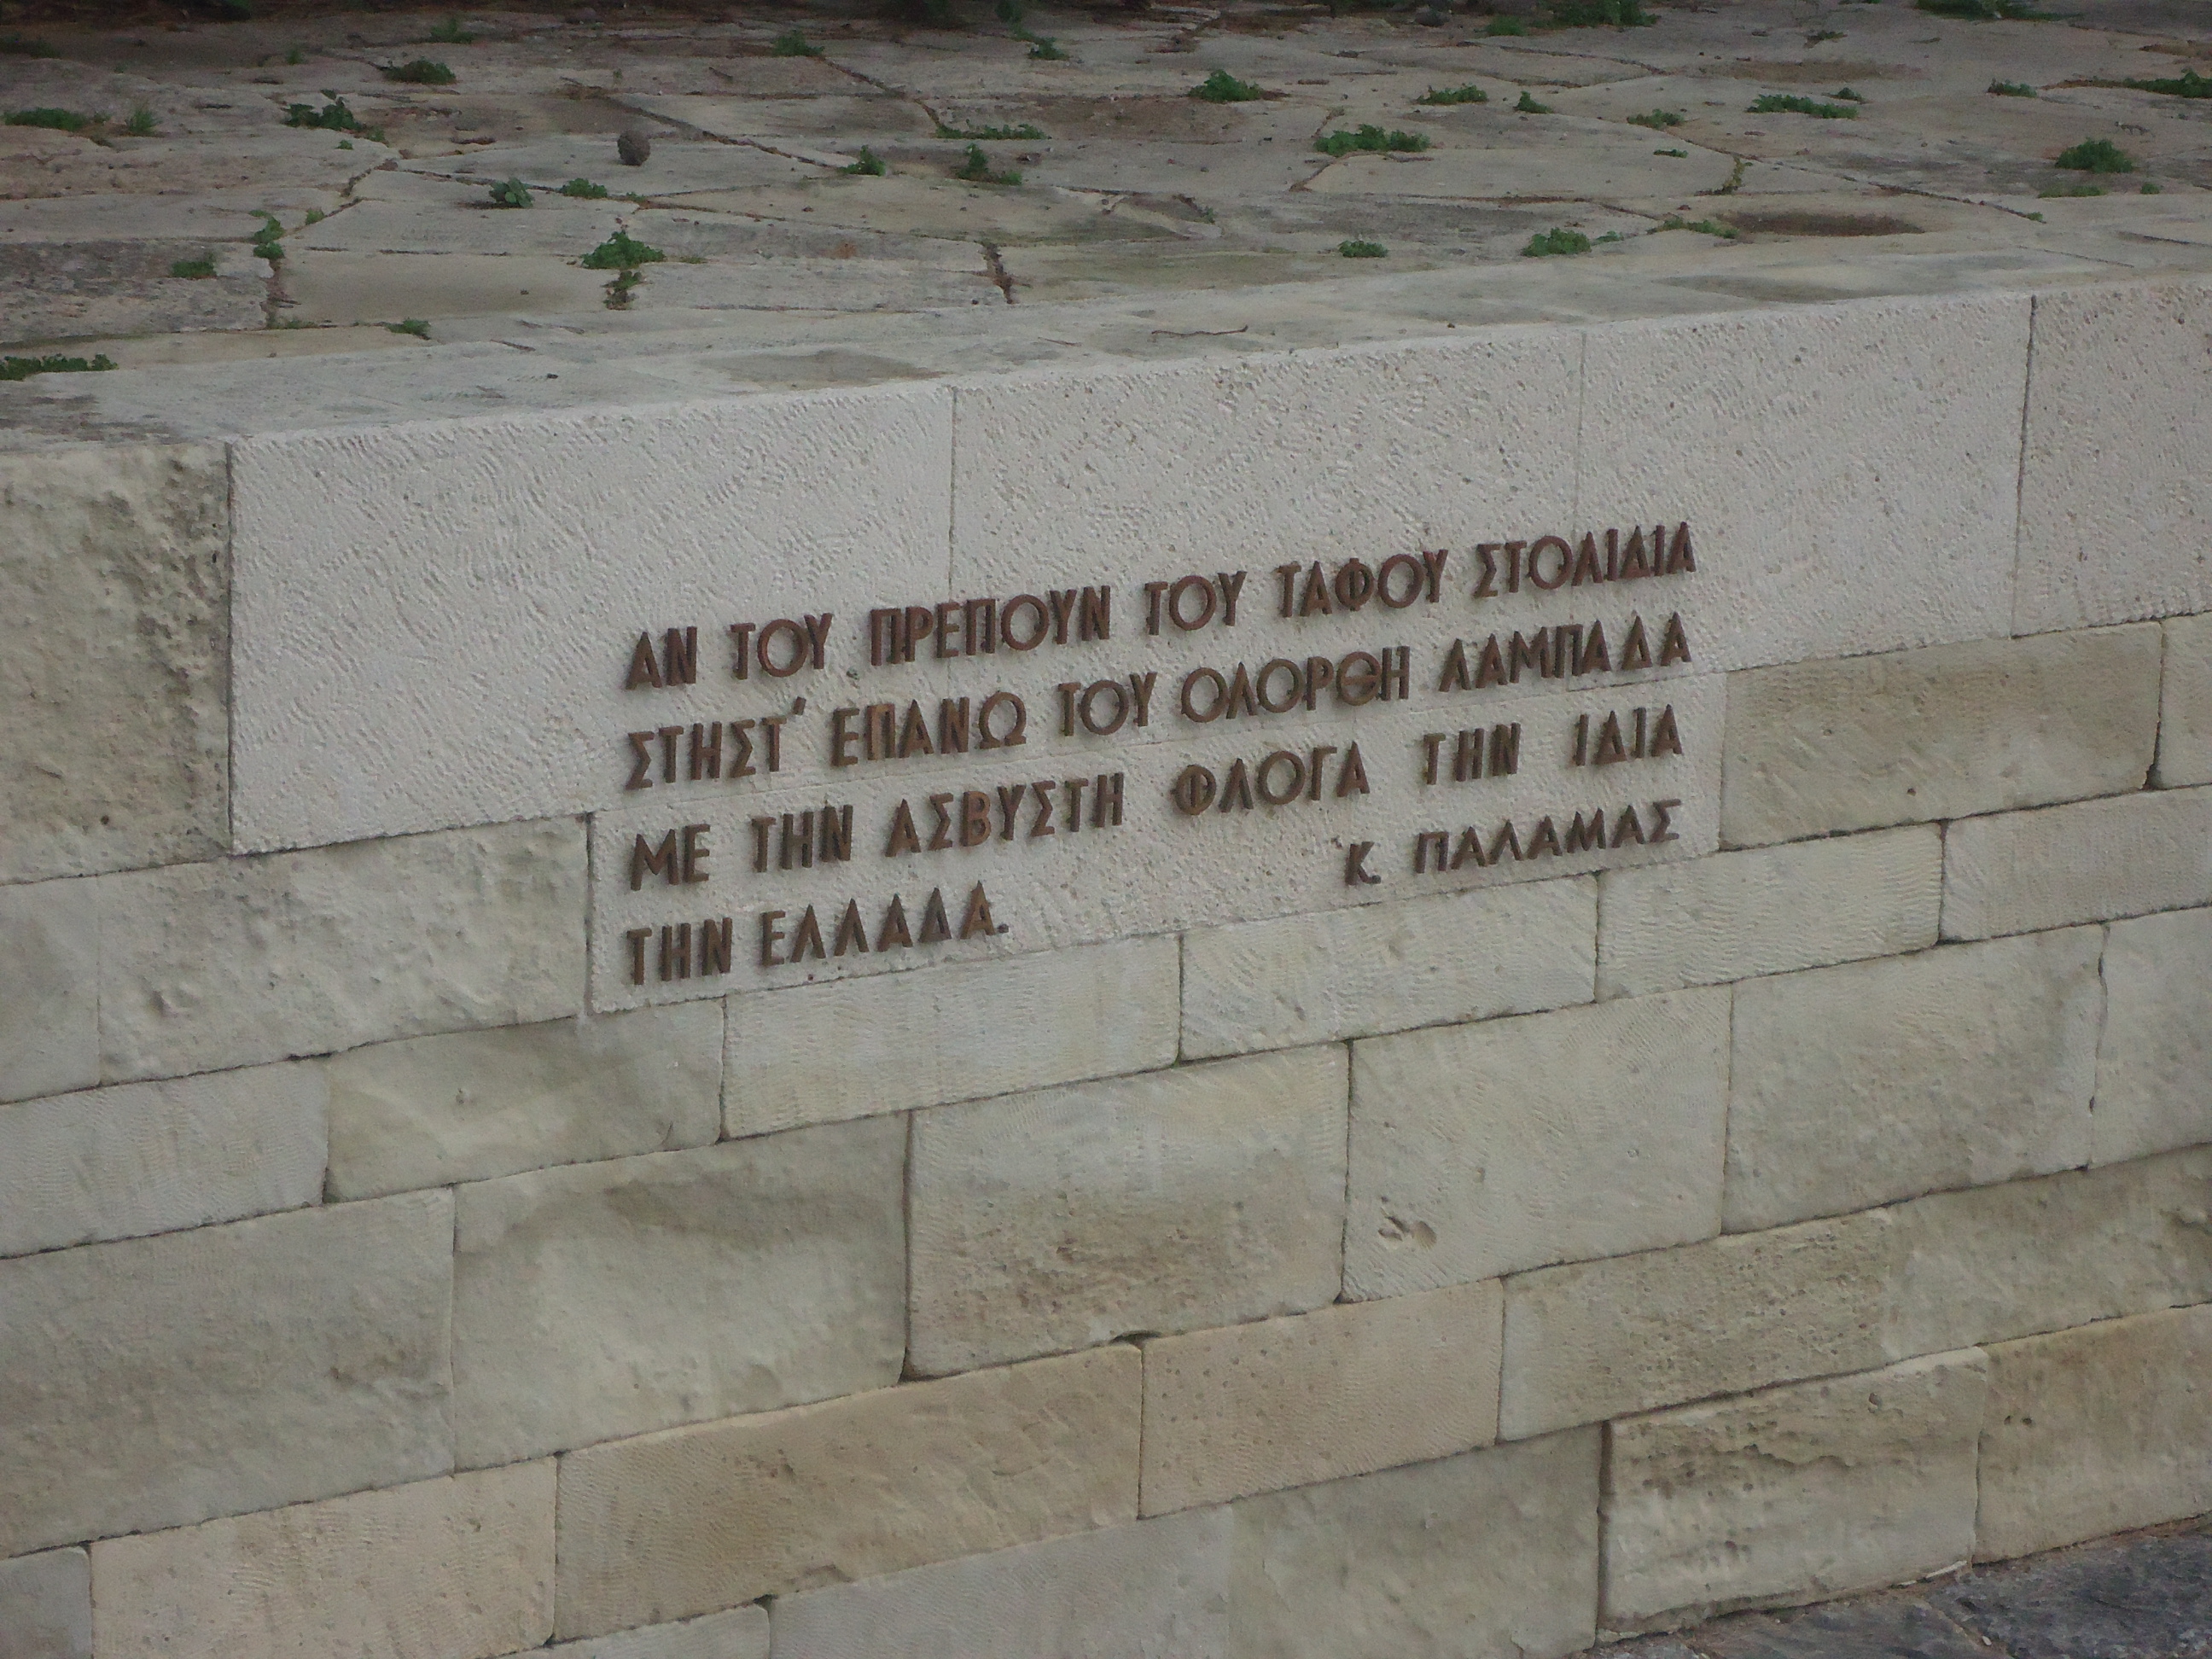 ΑΝ ΤΟΥ ΠΡΕΠΟΥΝ ΤΟΥ ΤΑΦΟΥ ΣΤΟΛΙΔΙΑ
ΣΤΗΣΤ' ΕΠΑΝΩ ΤΟΥ ΟΛΟΡΘΗ ΛΑΜΠΑΔΑ
ΜΕ ΤΗΝ ΑΣΒΥΣΤΗ ΦΛΟΓΑ ΤΗΝ ΙΔΙΑ
ΤΗΝ ΕΛΛΑΔΑ.
Κ. ΠΑΛΑΜΑΣ